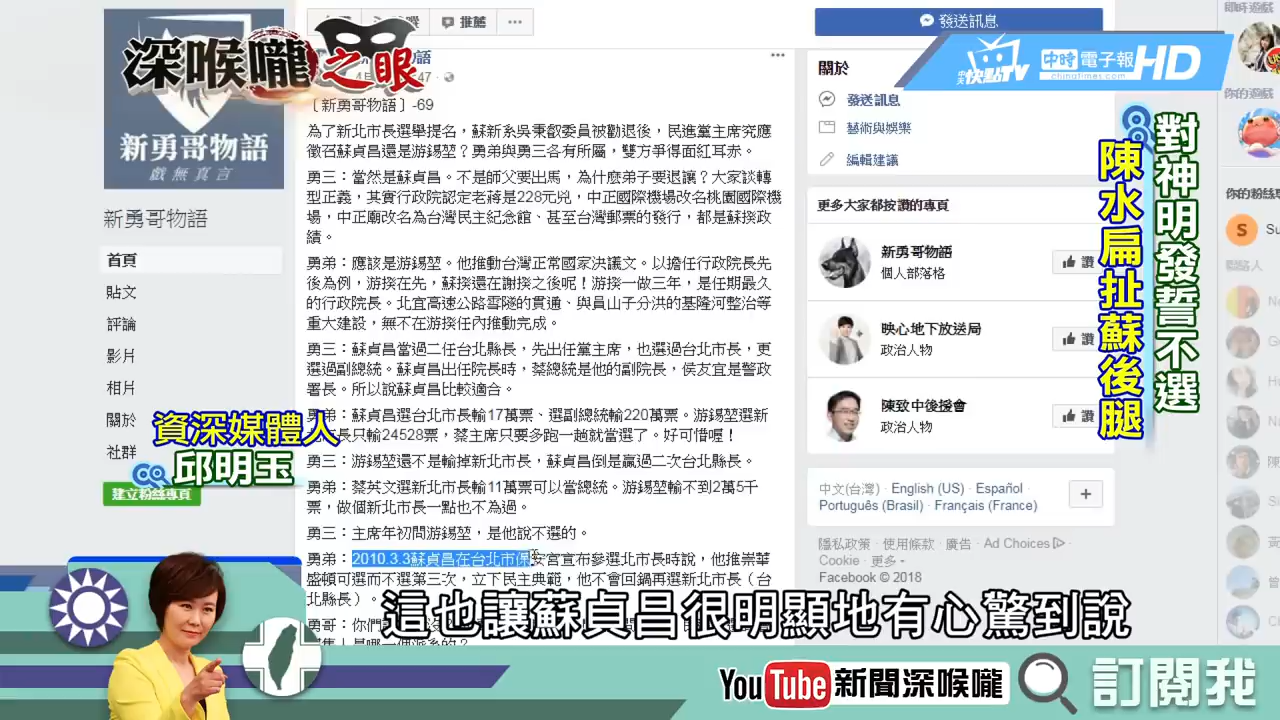 深喉嚨之眼
推薦
發送訊息
中天快點TV
中時電子報HD
chinatimes.com
新勇哥物語
戲無真言
新勇哥物語
首頁
貼文
評論
影片
相片
關於
社群
建立粉絲專頁
〔新勇哥物語〕-69
為了新北市長選舉提名，蘇新系吳秉叡委員被勸退後，民進黨主席究應
徵召蘇貞昌還是游錫堃？勇弟與勇三各有所屬，雙方爭得面紅耳赤。
勇三：當然是蘇貞昌。不是師父要出馬，為什麼弟子要退讓？大家談轉
型正義，其實行政院認定老蔣是228元兇，中正國際機場改名桃園國際機
場，中正廟改名為台灣民主紀念館、甚至台灣郵票的發行，都是蘇揆政
績。
勇弟：應該是游錫堃。他推動台灣正常國家決議文。以擔任行政院長先
後為例，游揆在先，蘇揆還在謝揆之後呢！游揆一做三年，是任期最久
的行政院長。北宜高速公路雪隧的貫通、與員山子分洪的基隆河整治等
重大建設，無不在游揆任內推動完成。
勇三：蘇貞昌當過二任台北縣長，先出任黨主席，也選過台北市長，更
選過副總統。蘇貞昌出任院長時，蔡總統是他的副院長，侯友宜是警政
署長。所以說蘇貞昌比較適合。
勇弟：蘇貞昌選台北市長輸17萬票、選副總統輸220萬票。游錫堃選新
長只輸24528票，蔡主席只要多跑一趟就當選了。好可惜喔！
勇三：游錫堃還不是輸掉新北市長，蘇貞昌倒是贏過二次台北縣長。
勇弟：蔡英文選新北市長輸11萬票可以當總統。游錫堃輸不到2萬5千
票，做個新北市長一點也不為過。
勇三：主席年初問游錫堃，是他說不選的。
勇弟：2010.3.3蘇貞昌在台北市保安宮宣布參選北市長時說，他推崇華
盛頓可選而不選第三次，立下民主典範，他不會回鍋再選新北市長（台
北縣長）。
勇哥：你們
關於
發送訊息
藝術與娛樂
編輯建議
更多大家都按讚的專頁
新勇哥物語
個人部落格
讚
映心地下放送局
政治人物
讚
陳致中後援會
政治人物
讚
中文(台灣) · English (US) · Español ·
Português (Brasil) · Français (France)
隱私政策 · 使用條款 · 廣告 · Ad Choices ·
Cookie · 更多
Facebook © 2018
即時遊戲
你的遊戲
你的粉絲專
S Su
聯絡人
對神明發誓不選
陳水扁扯蘇後腿
資深媒體人
邱明玉
這也讓蘇貞昌很明顯地有心驚到說
YouTube 新聞深喉嚨
訂閱我